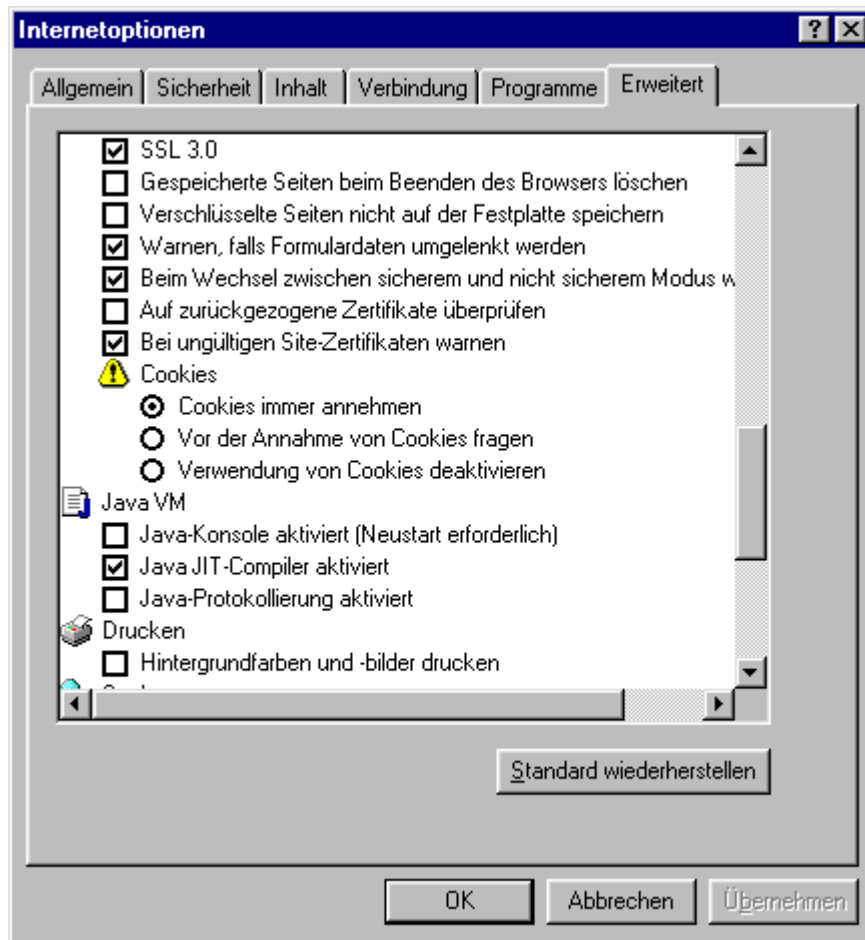 Internetoptionen
Allgemein Sicherheit Inhalt Verbindung Programme Erweitert
SSL 3.0
Gespeicherte Seiten beim Beenden des Browsers löschen
Verschlüsselte Seiten nicht auf der Festplatte speichern
Warnen, falls Formulardaten umgelenkt werden
Beim Wechsel zwischen sicherem und nicht sicherem Modus w
Auf zurückgezogene Zertifikate überprüfen
Bei ungültigen Site-Zertifikaten warnen
Cookies
Cookies immer annehmen
Vor der Annahme von Cookies fragen
Verwendung von Cookies deaktivieren
Java VM
Java-Konsole aktiviert (Neustart erforderlich)
Java JIT-Compiler aktiviert
Java-Protokollierung aktiviert
Drucken
Hintergrundfarben und -bilder drucken
Standard wiederherstellen
OK Abbrechen Übernehmen